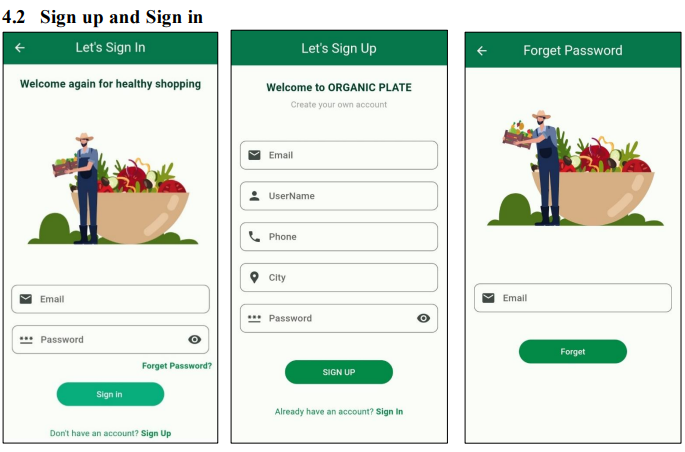 4.2 Sign up and Sign in
Let's Sign In
Welcome again for healthy shopping
Email
Password
Forget Password?
Sign in
Don't have an account? Sign Up
Let's Sign Up
Welcome to ORGANIC PLATE
Create your own account
Email
UserName
Phone
City
Password
SIGN UP
Already have an account? Sign In
Forget Password
Email
Forget